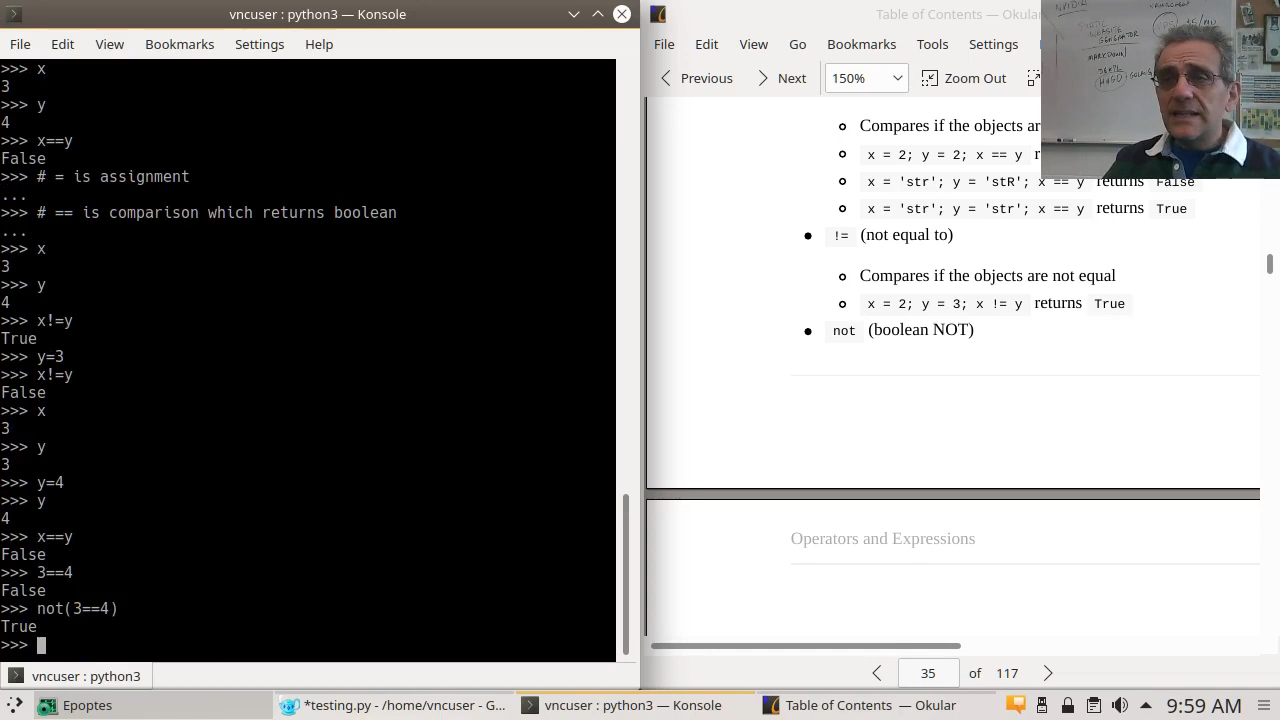 vncuser : python3 — Konsole
File Edit View Bookmarks Settings Help
>>> x
3
>>> y
4
>>> x==y
False
>>> # = is assignment
...
>>> # == is comparison which returns boolean
...
>>> x
3
>>> y
4
>>> x!=y
True
>>> y=3
>>> x!=y
False
>>> x
3
>>> y
3
>>> y=4
>>> y
4
>>> x==y
False
>>> 3==4
False
>>> not(3==4)
True
>>>
vncuser : python3
Table of Contents — Okular
File Edit View Go Bookmarks Tools Settings
Previous Next 150% Zoom Out
Compares if the objects
x = 2; y = 2; x == y
x = 'str'; y = 'stR'; x == y returns False
x = 'str'; y = 'str'; x == y returns True
!= (not equal to)
Compares if the objects are not equal
x = 2; y = 3; x != y returns True
not (boolean NOT)
Operators and Expressions
35 of 117
STATIC
WEBSITE
GENERATOR
MARKDOWN
Epoptes *testing.py - /home/vncuser - G... vncuser : python3 — Konsole Table of Contents — Okular 9:59 AM